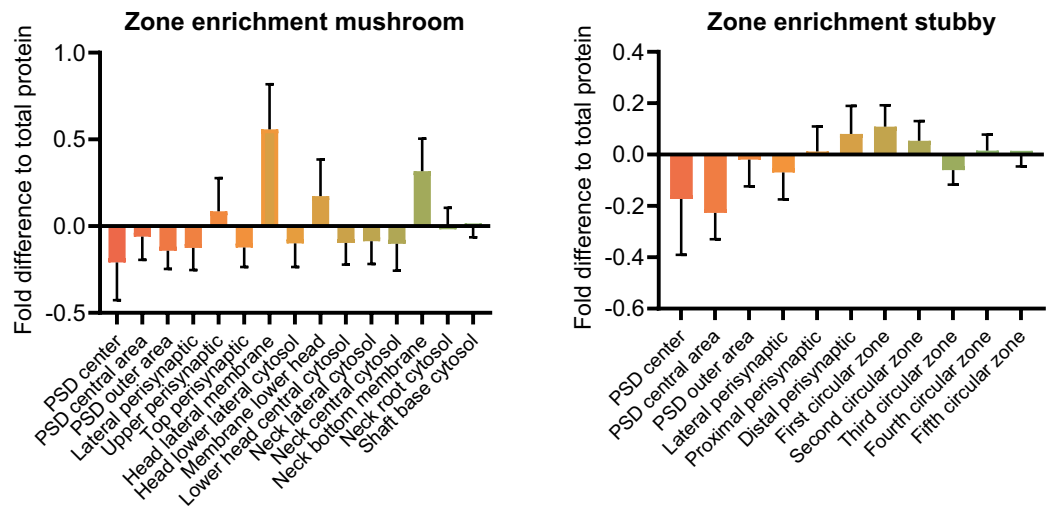 Zone enrichment mushroom
Fold difference to total protein
1.0
0.5
0.0
-0.5
PSD center
PSD central area
PSD outer area
Lateral perisynaptic
Upper perisynaptic
Top perisynaptic
Head lateral membrane
Head lower lateral cytosol
Membrane lower head
Lower head central cytosol
Neck lateral cytosol
Neck central cytosol
Neck bottom membrane
Neck root cytosol
Shaft base cytosol
Zone enrichment stubby
Fold difference to total protein
0.4
0.2
0.0
-0.2
-0.4
-0.6
PSD center
PSD central area
PSD outer area
Lateral perisynaptic
Proximal perisynaptic
Distal perisynaptic
First circular zone
Second circular zone
Third circular zone
Fourth circular zone
Fifth circular zone